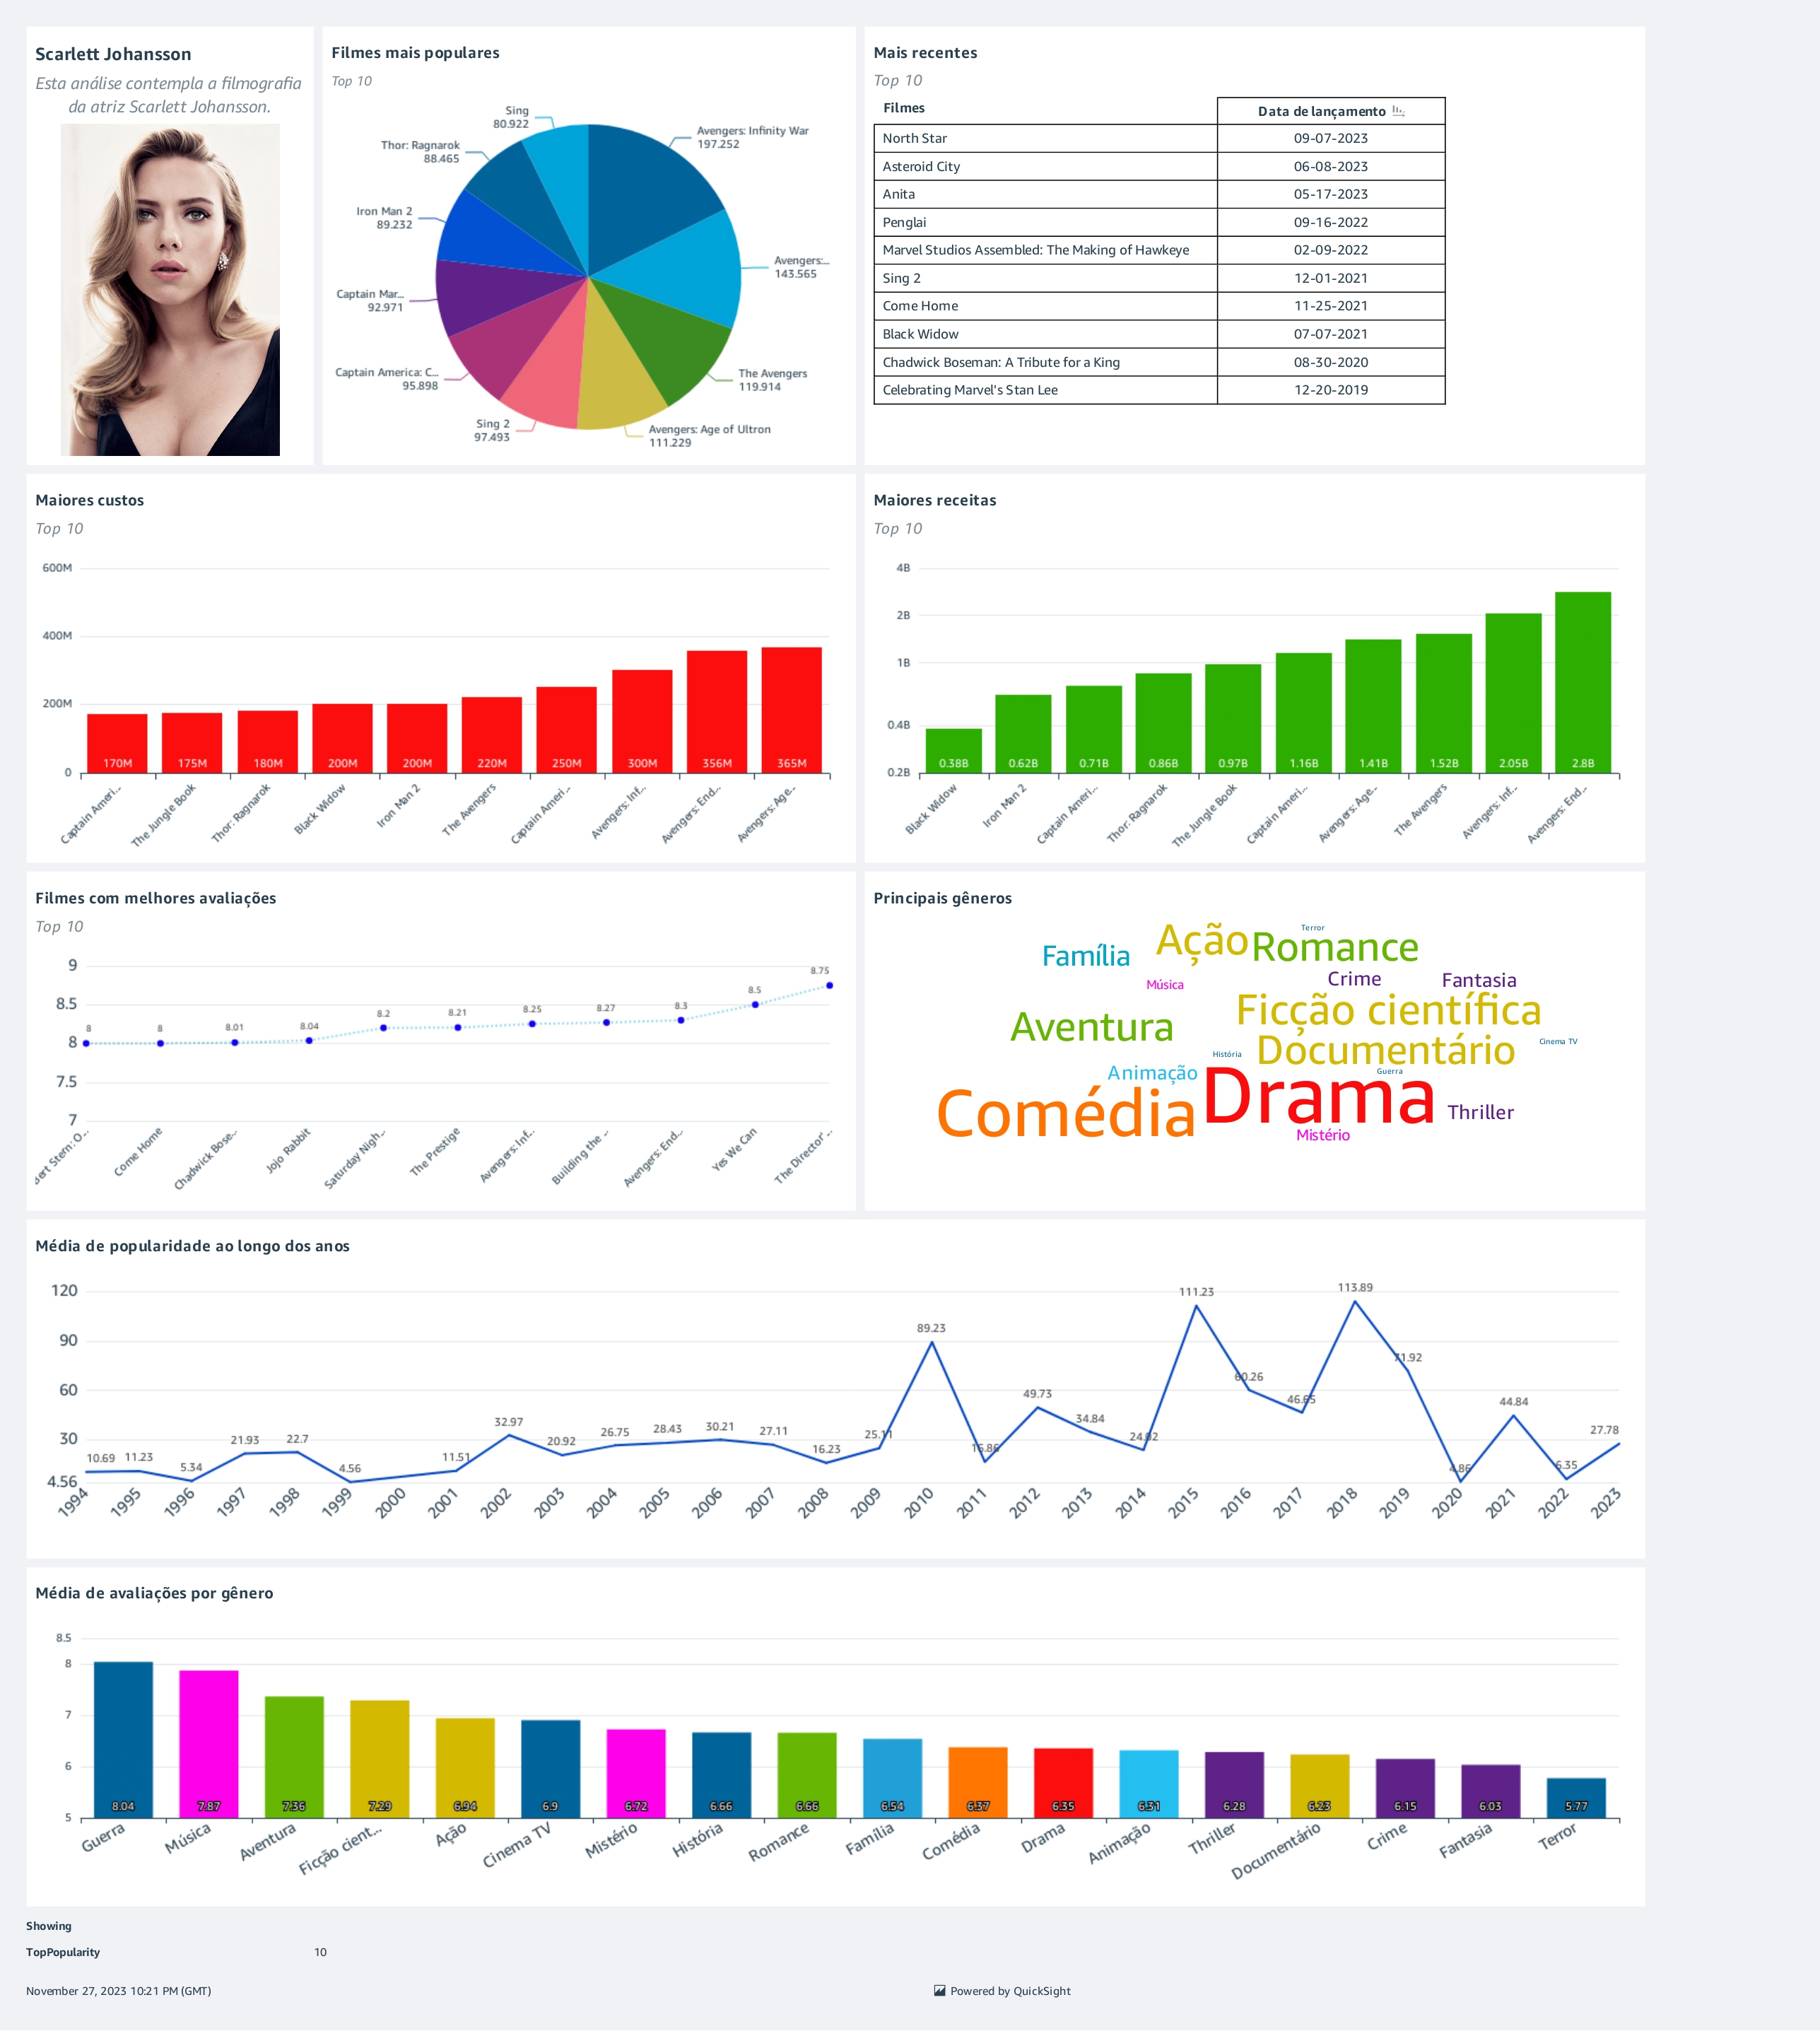 Scarlett Johansson
Esta análise contempla a filmografia
da atriz Scarlett Johansson.
Filmes mais populares
Top 10
Sing
80.922
Avengers: Infinity War
197.252
Thor: Ragnarok
88.465
Iron Man 2
89.232
Avengers:...
143.565
Captain Mar...
92.971
Captain America: C...
95.898
The Avengers
119.914
Sing 2
97.493
Avengers: Age of Ultron
111.229
Mais recentes
Top 10
Filmes Data de lançamento
North Star 09-07-2023
Asteroid City 06-08-2023
Anita 05-17-2023
Penglai 09-16-2022
Marvel Studios Assembled: The Making of Hawkeye 02-09-2022
Sing 2 12-01-2021
Come Home 11-25-2021
Black Widow 07-07-2021
Chadwick Boseman: A Tribute for a King 08-30-2020
Celebrating Marvel's Stan Lee 12-20-2019
Maiores custos
Top 10
600M
400M
200M
0
170M 175M 180M 200M 200M 220M 250M 300M 356M 365M
Captain Ameri... The Jungle Book Thor: Ragnarok Black Widow Iron Man 2 The Avengers Captain Ameri... Avengers: Inf... Avengers: End... Avengers: Age...
Maiores receitas
Top 10
4B
2B
1B
0.4B
0.2B
0.38B 0.62B 0.71B 0.86B 0.97B 1.16B 1.41B 1.52B 2.05B 2.8B
Black Widow Iron Man 2 Captain Ameri... Thor: Ragnarok The Jungle Book Captain Ameri... Avengers: Age... The Avengers Avengers: Inf... Avengers: End...
Filmes com melhores avaliações
Top 10
9
8.5
8
7.5
7
8 8 8.01 8.04 8.2 8.21 8.25 8.27 8.3 8.5 8.75
ert Stern: O... Come Home Chadwick Bose... Jojo Rabbit Saturday Nigh... The Prestige Avengers: Inf... Building the ... Avengers: End... Yes We Can The Director'...
Principais gêneros
Terror
Ação Romance
Família
Crime Fantasia
Música
Ficção científica
Aventura
Documentário Cinema TV
História
Animação Guerra
Comédia Drama Thriller
Mistério
Média de popularidade ao longo dos anos
120
90
60
30
4.56
10.69 11.23 5.34 21.93 22.7 4.56 11.51 32.97 20.92 26.75 28.43 30.21 27.11 16.23 25.11 89.23 16.86 49.73 34.84 24.02 111.23 60.26 46.65 113.89 71.92 4.86 44.84 6.35 27.78
1994 1995 1996 1997 1998 1999 2000 2001 2002 2003 2004 2005 2006 2007 2008 2009 2010 2011 2012 2013 2014 2015 2016 2017 2018 2019 2020 2021 2022 2023
Média de avaliações por gênero
8.5
8
7
6
5
8.04 7.87 7.36 7.29 6.94 6.9 6.72 6.66 6.66 6.54 6.37 6.35 6.31 6.28 6.23 6.15 6.03 5.77
Guerra Música Aventura Ficção cient... Ação Cinema TV Mistério História Romance Família Comédia Drama Animação Thriller Documentário Crime Fantasia Terror
Showing
TopPopularity 10
November 27, 2023 10:21 PM (GMT)
Powered by QuickSight